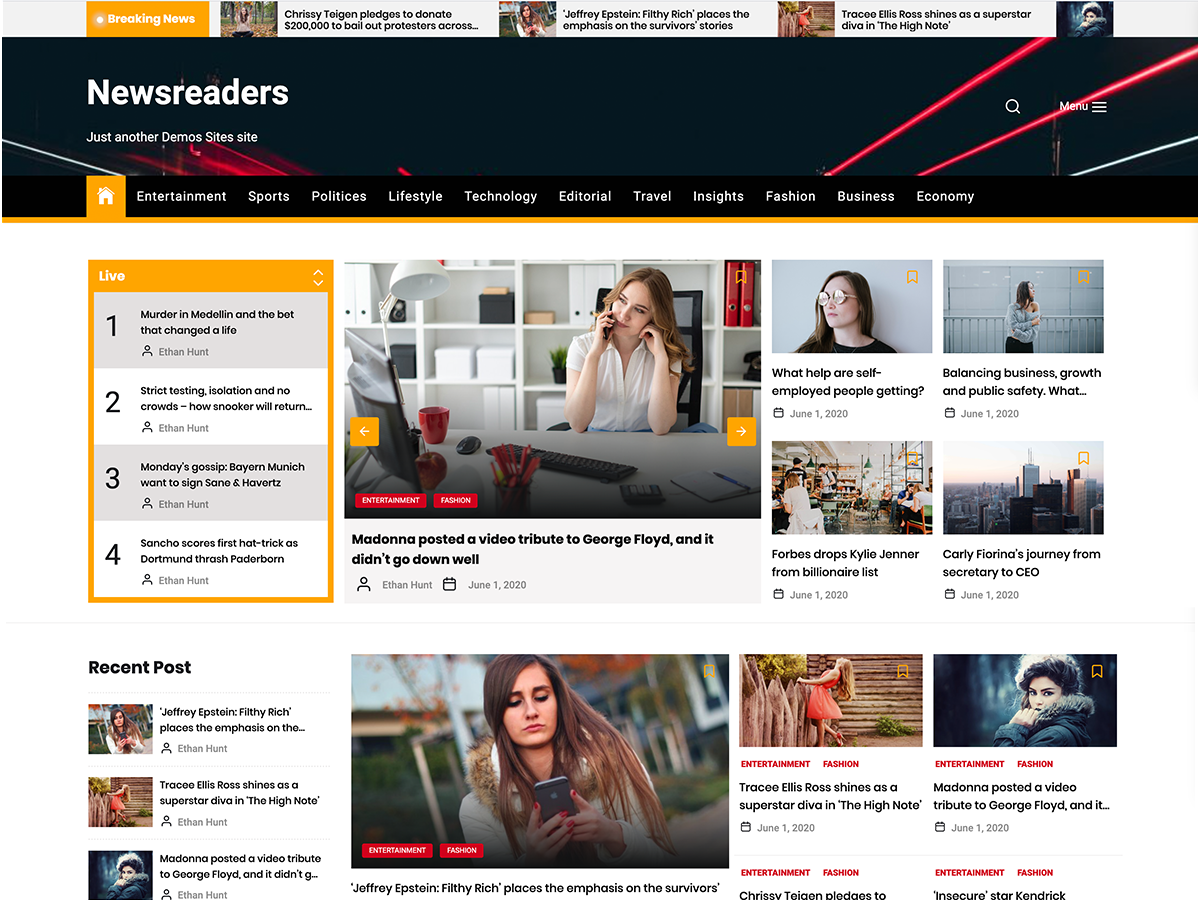 Breaking News
Chrissy Teigen pledges to donate
$200,000 to bail out protesters across...
'Jeffrey Epstein: Filthy Rich' places the
emphasis on the survivors' stories
Tracee Ellis Ross shines as a superstar
diva in 'The High Note'
Newsreaders
Just another Demos Sites site
Menu
Entertainment Sports Politices Lifestyle Technology Editorial Travel Insights Fashion Business Economy
Live
1
Murder in Medellin and the bet
that changed a life
Ethan Hunt
2
Strict testing, isolation and no
crowds – how snooker will return...
Ethan Hunt
3
Monday's gossip: Bayern Munich
want to sign Sane & Havertz
Ethan Hunt
4
Sancho scores first hat-trick as
Dortmund thrash Paderborn
Ethan Hunt
ENTERTAINMENT FASHION
Madonna posted a video tribute to George Floyd, and it
didn't go down well
Ethan Hunt June 1, 2020
What help are self-
employed people getting?
June 1, 2020
Balancing business, growth
and public safety. What...
June 1, 2020
Forbes drops Kylie Jenner
from billionaire list
June 1, 2020
Carly Fiorina's journey from
secretary to CEO
June 1, 2020
Recent Post
'Jeffrey Epstein: Filthy Rich'
places the emphasis on the...
Ethan Hunt
Tracee Ellis Ross shines as a
superstar diva in 'The High Note'
Ethan Hunt
Madonna posted a video tribute
to George Floyd, and it didn't g...
Ethan Hunt
ENTERTAINMENT FASHION
'Jeffrey Epstein: Filthy Rich' places the emphasis on the survivors'
ENTERTAINMENT FASHION
Tracee Ellis Ross shines as a
superstar diva in 'The High Note'
June 1, 2020
ENTERTAINMENT FASHION
Madonna posted a video
tribute to George Floyd, and it...
June 1, 2020
ENTERTAINMENT FASHION
Chrissy Teigen pledges to
ENTERTAINMENT FASHION
'Insecure' star Kendrick